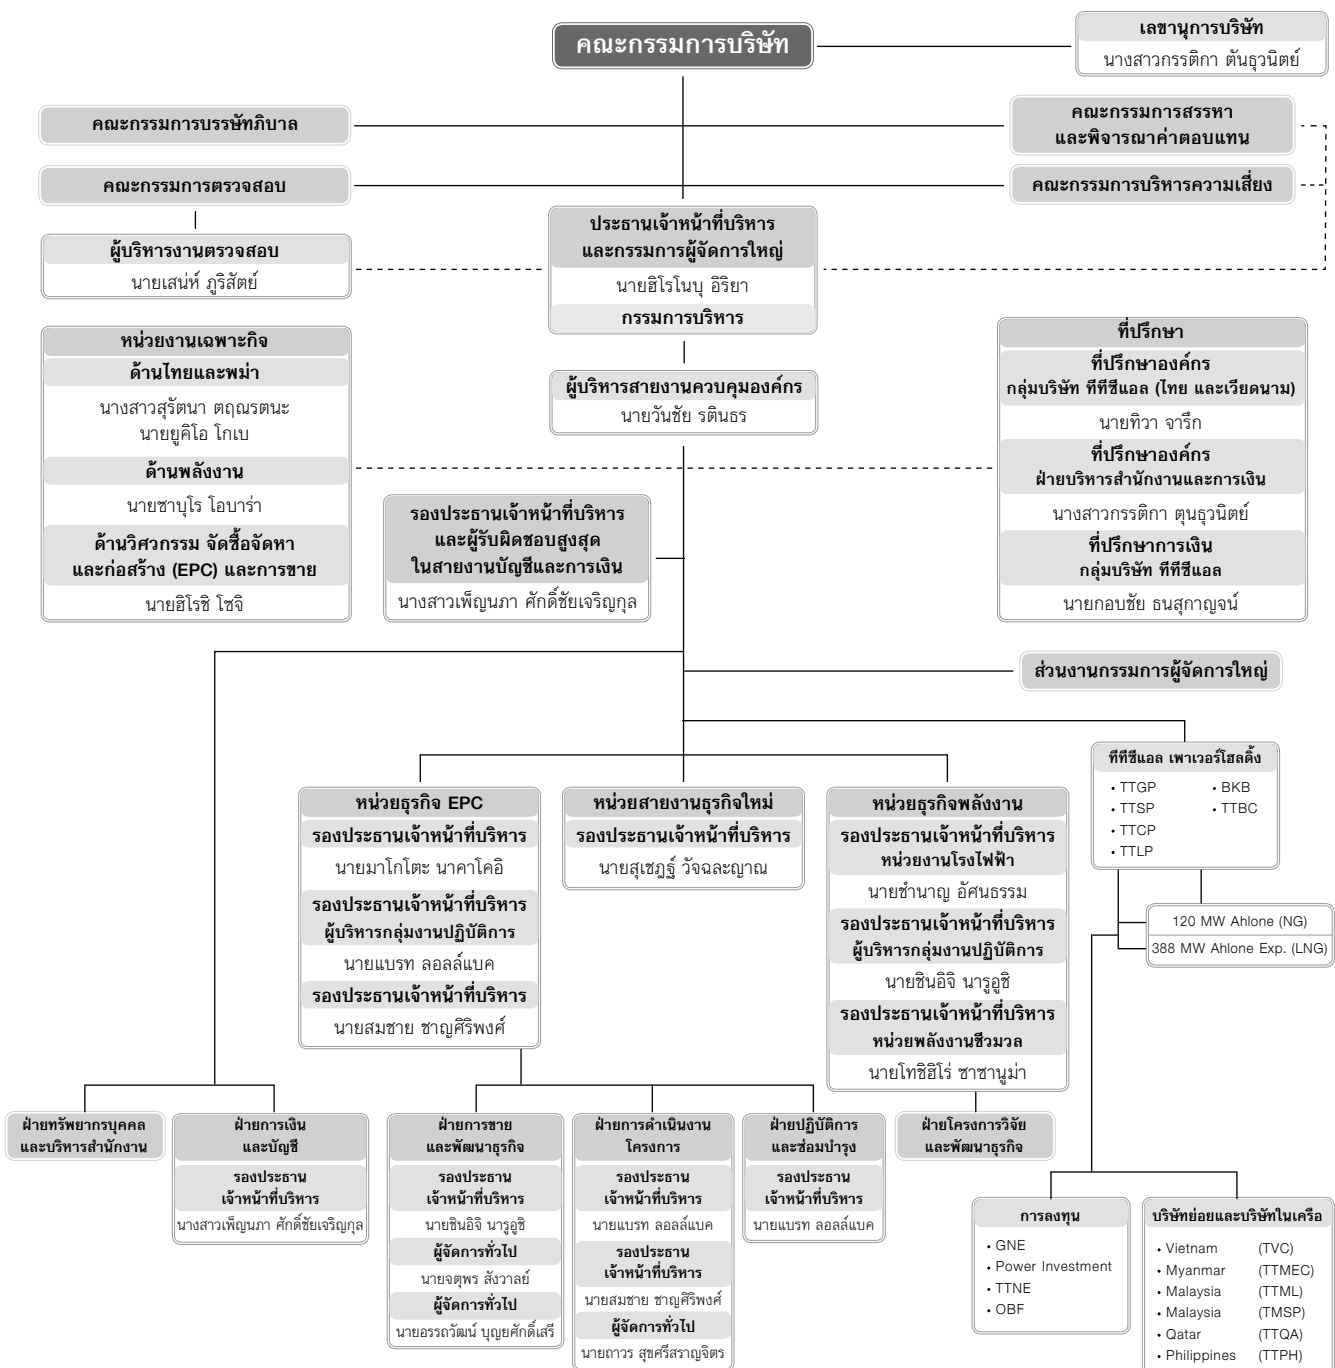 คณะกรรมการบริษัท
เลขานุการบริษัท
นางสาวกรรติกา ตันธุวนิตย์
คณะกรรมการบรรษัทภิบาล
คณะกรรมการสรรหา
และพิจารณาค่าตอบแทน
คณะกรรมการตรวจสอบ
คณะกรรมการบริหารความเสี่ยง
ผู้บริหารงานตรวจสอบ
นายเสน่ห์ ภูริสัตย์
ประธานเจ้าหน้าที่บริหาร
และกรรมการผู้จัดการใหญ่
นายฮิโรโนบุ อิริยา
กรรมการบริหาร
หน่วยงานเฉพาะกิจ
ด้านไทยและพม่า
นางสาวสุรัตนา ตฤณรตนะ
นายยูคิโอ โกเบ
ด้านพลังงาน
นายซาบุโร โอบาร่า
ด้านวิศวกรรม จัดซื้อจัดหา
และก่อสร้าง (EPC) และการขาย
นายฮิโรชิ โซจิ
ผู้บริหารสายงานควบคุมองค์กร
นายวันชัย รตินธร
ที่ปรึกษา
ที่ปรึกษาองค์กร
กลุ่มบริษัท ทีทีซีแอล (ไทย และเวียดนาม)
นายทิวา จารึก
ที่ปรึกษาองค์กร
ฝ่ายบริหารสำนักงานและการเงิน
นางสาวกรรติกา ตุนธุวนิตย์
ที่ปรึกษาการเงิน
กลุ่มบริษัท ทีทีซีแอล
นายกอบชัย ธนสุกาญจน์
รองประธานเจ้าหน้าที่บริหาร
และผู้รับผิดชอบสูงสุด
ในสายงานบัญชีและการเงิน
นางสาวเพ็ญนภา ศักดิ์ชัยเจริญกุล
ส่วนงานกรรมการผู้จัดการใหญ่
หน่วยธุรกิจ EPC
รองประธานเจ้าหน้าที่บริหาร
นายมาโกโตะ นาคาโคอิ
รองประธานเจ้าหน้าที่บริหาร
ผู้บริหารกลุ่มงานปฏิบัติการ
นายแบรท ลอลล์แบค
รองประธานเจ้าหน้าที่บริหาร
นายสมชาย ชาญศิริพงศ์
หน่วยสายงานธุรกิจใหม่
รองประธานเจ้าหน้าที่บริหาร
นายสุเชฎฐ์ วัจฉละญาณ
หน่วยธุรกิจพลังงาน
รองประธานเจ้าหน้าที่บริหาร
หน่วยงานโรงไฟฟ้า
นายชำนาญ อัศนธรรม
รองประธานเจ้าหน้าที่บริหาร
ผู้บริหารกลุ่มงานปฏิบัติการ
นายชินอิจิ นารูอูชิ
รองประธานเจ้าหน้าที่บริหาร
หน่วยพลังงานชีวมวล
นายโทชิฮิโร่ ซาซานูม่า
ทีทีซีแอล เพาเวอร์โฮลดิ้ง
• TTGP • BKB
• TTSP • TTBC
• TTCP
• TTLP
120 MW Ahlone (NG)
388 MW Ahlone Exp. (LNG)
ฝ่ายทรัพยากรบุคคล
และบริหารสำนักงาน
ฝ่ายการเงิน
และบัญชี
รองประธาน
เจ้าหน้าที่บริหาร
นางสาวเพ็ญนภา ศักดิ์ชัยเจริญกุล
ฝ่ายการขาย
และพัฒนาธุรกิจ
รองประธาน
เจ้าหน้าที่บริหาร
นายชินอิจิ นารูอูชิ
ผู้จัดการทั่วไป
นายจตุพร สังวาลย์
ผู้จัดการทั่วไป
นายอรรถวัฒน์ บุญยศักดิ์เสรี
ฝ่ายการดำเนินงาน
โครงการ
รองประธาน
เจ้าหน้าที่บริหาร
นายแบรท ลอลล์แบค
รองประธาน
เจ้าหน้าที่บริหาร
นายสมชาย ชาญศิริพงศ์
ผู้จัดการทั่วไป
นายถาวร สุขศรีสราญจิตร
ฝ่ายปฏิบัติการ
และซ่อมบำรุง
รองประธาน
เจ้าหน้าที่บริหาร
นายแบรท ลอลล์แบค
ฝ่ายโครงการวิจัย
และพัฒนาธุรกิจ
การลงทุน
• GNE
• Power Investment
• TTNE
• OBF
บริษัทย่อยและบริษัทในเครือ
• Vietnam (TVC)
• Myanmar (TTMEC)
• Malaysia (TTML)
• Malaysia (TMSP)
• Qatar (TTQA)
• Philippines (TTPH)